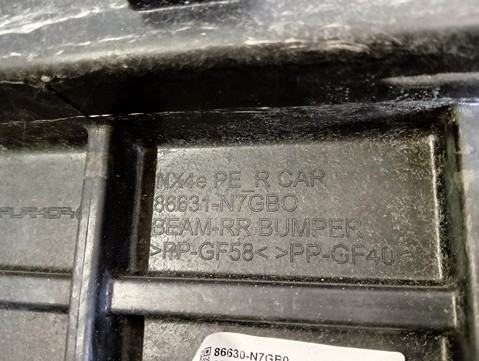 NX4e PE_R CAR
86631-N7GB0
BEAM-RR BUMPER
>PP-GF58< >PP-GF40<
86630-N7GB0